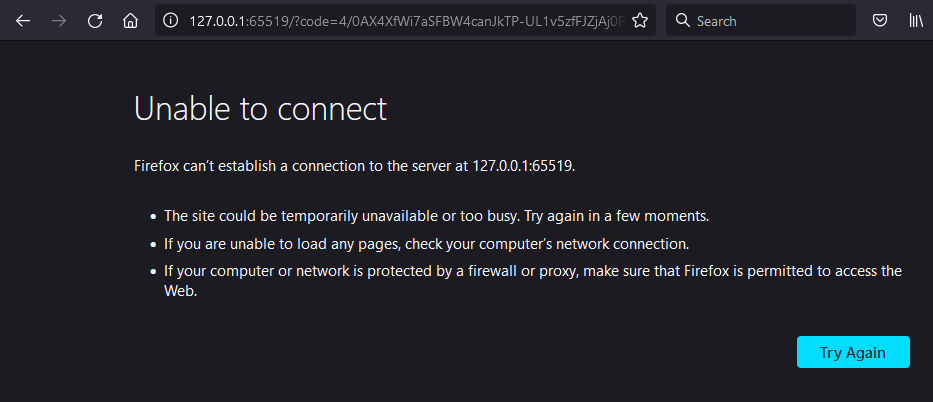 127.0.0.1:65519/?code=4/0AX4XfWi7aSFBW4canJkTP-UL1v5zfFJZjAj0P
Search
Unable to connect
Firefox can’t establish a connection to the server at 127.0.0.1:65519.
• The site could be temporarily unavailable or too busy. Try again in a few moments.
• If you are unable to load any pages, check your computer’s network connection.
• If your computer or network is protected by a firewall or proxy, make sure that Firefox is permitted to access the
Web.
Try Again